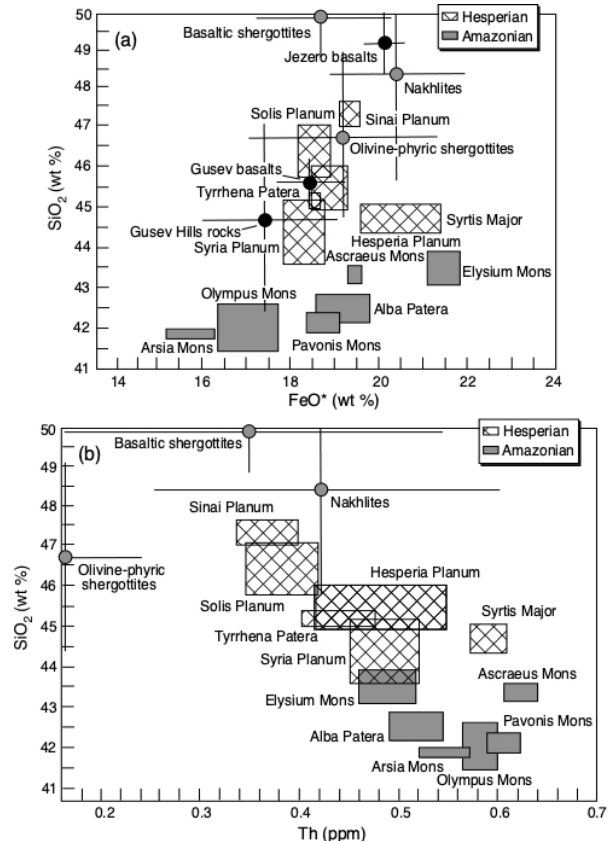 50
49
48
47
46
45
44
43
42
41
SiO2 (wt %)
(a)
Hesperian
Amazonian
Basaltic shergottites
Jezero basalts
Nakhlites
Solis Planum
Sinai Planum
Olivine-phyric shergottites
Gusev basalts
Tyrrhena Patera
Gusev Hills rocks
Syrtis Major
Syria Planum
Hesperia Planum
Ascraeus Mons
Elysium Mons
Olympus Mons
Alba Patera
Arsia Mons
Pavonis Mons
14 16 18 20 22 24
FeO* (wt %)
50
49
48
47
46
45
44
43
42
41
SiO2 (wt %)
(b)
Hesperian
Amazonian
Basaltic shergottites
Nakhlites
Sinai Planum
Olivine-phyric
shergottites
Hesperia Planum
Solis Planum
Tyrrhena Patera
Syrtis Major
Syria Planum
Ascraeus Mons
Elysium Mons
Alba Patera
Pavonis Mons
Arsia Mons
Olympus Mons
0.2 0.3 0.4 0.5 0.6 0.7
Th (ppm)